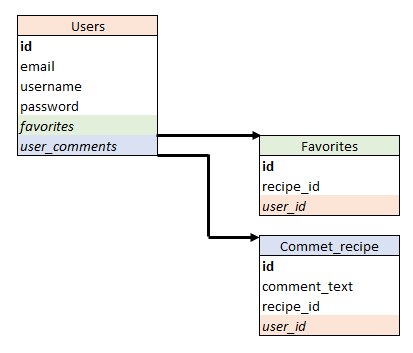 Users
id
email
username
password
favorites
user_comments
Favorites
id
recipe_id
user_id
Commet_recipe
id
comment_text
recipe_id
user_id